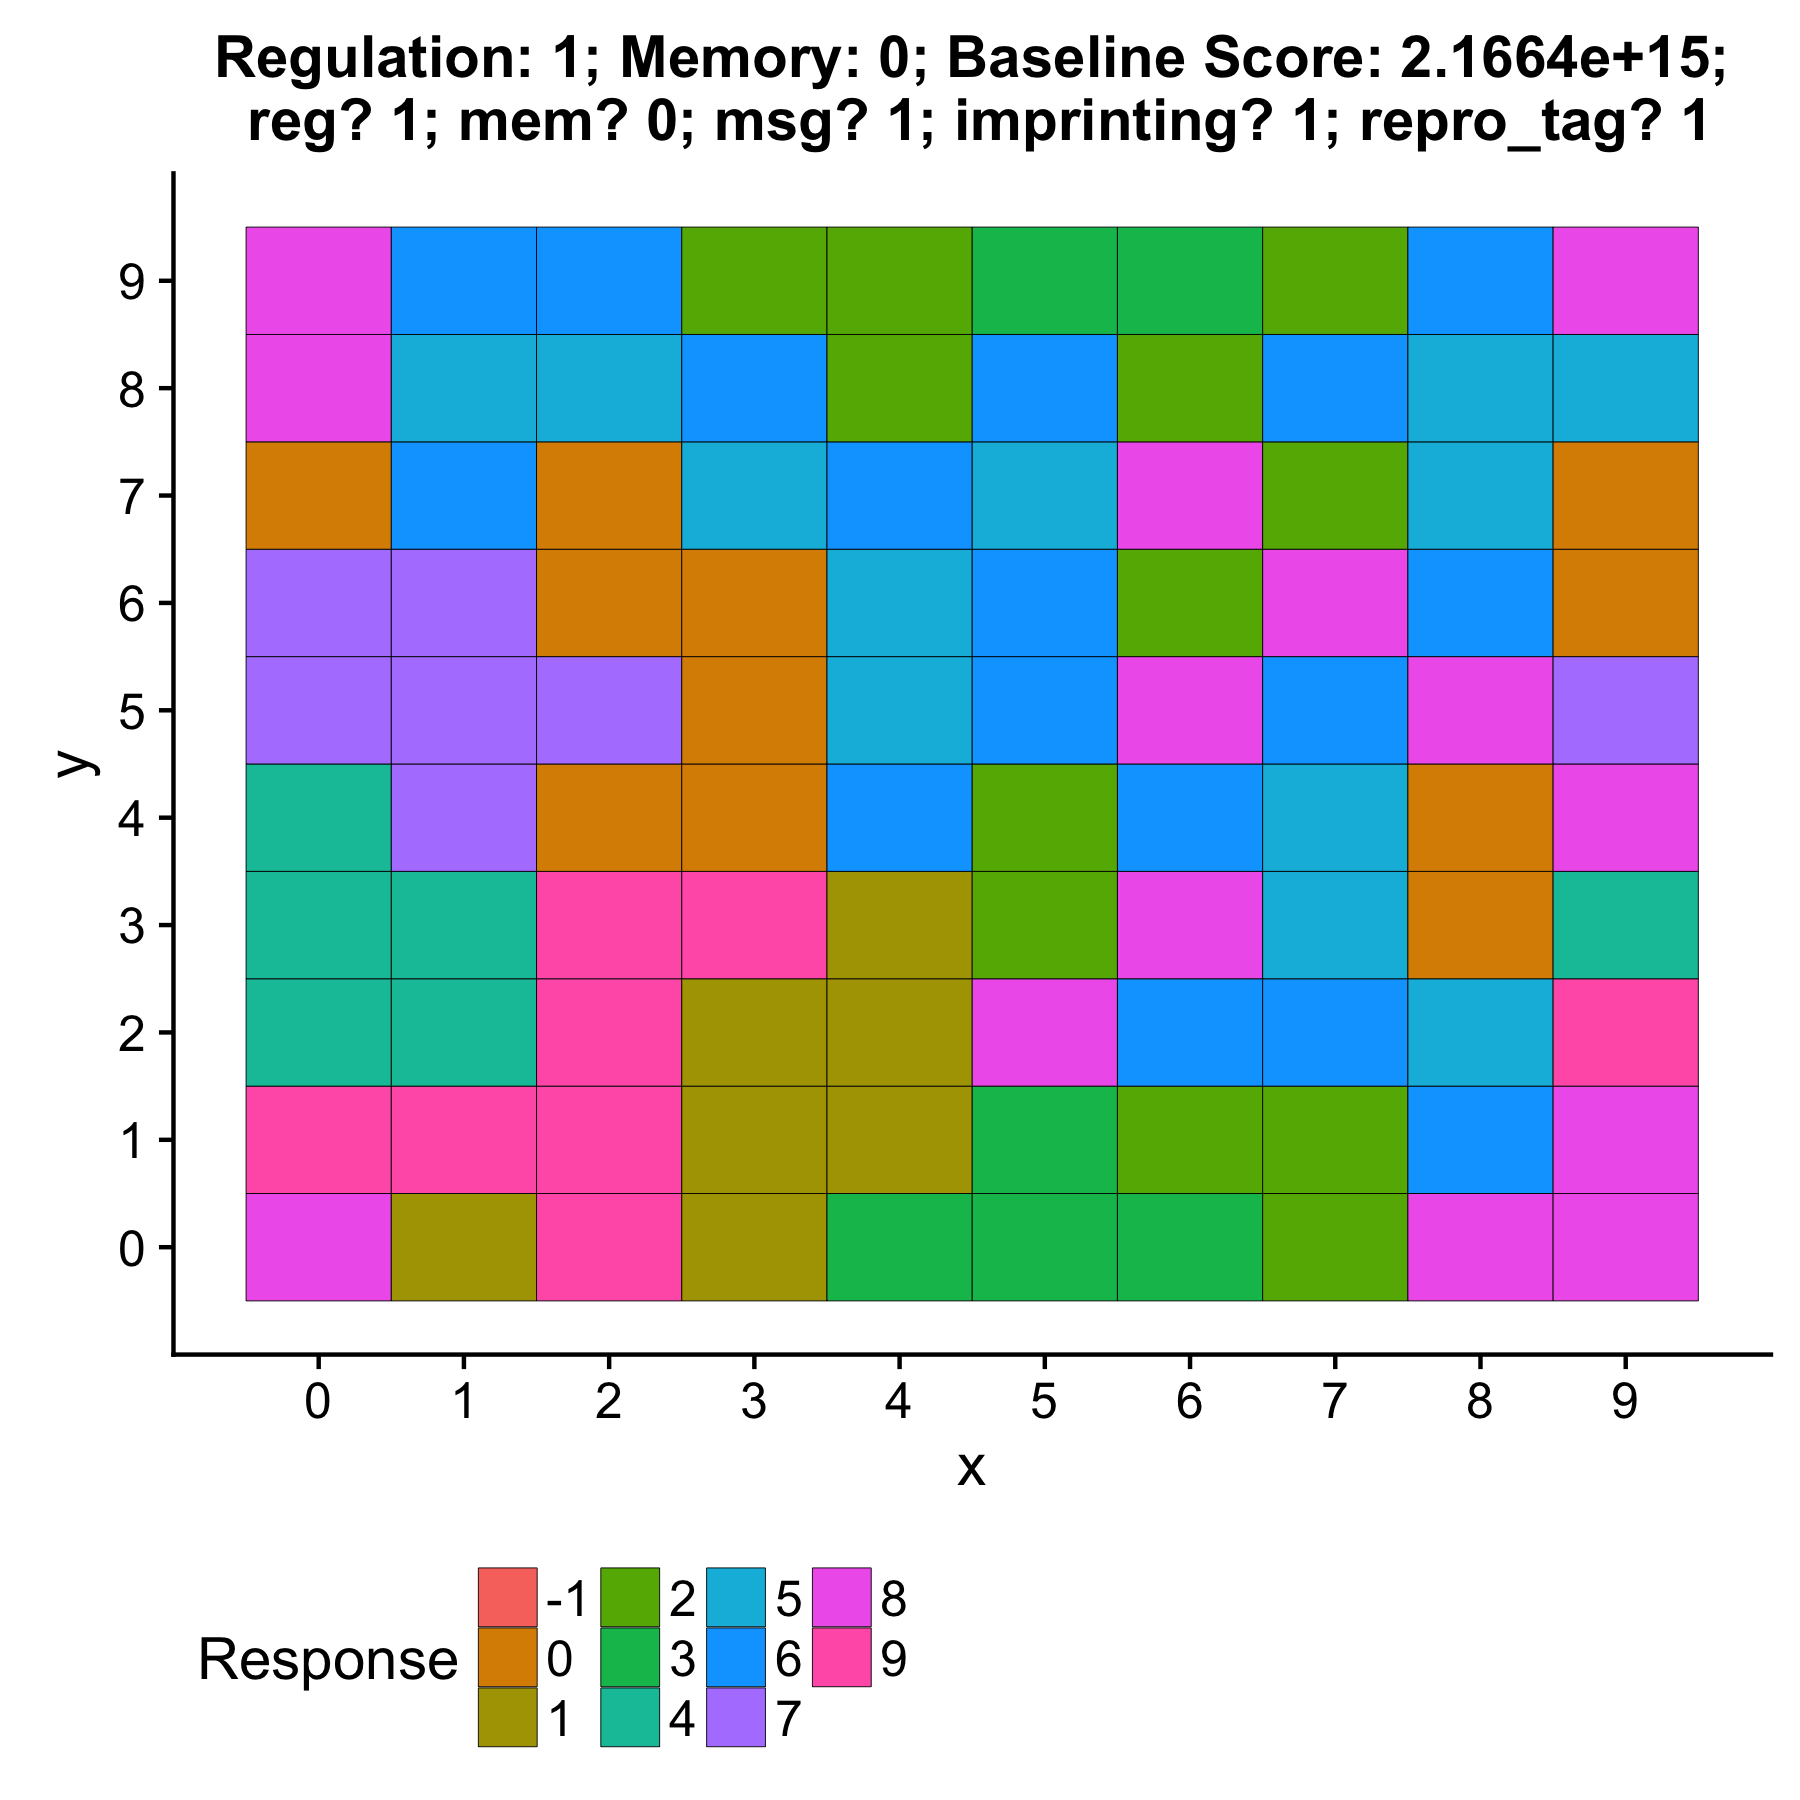 Regulation: 1; Memory: 0; Baseline Score: 2.1664e+15;
reg? 1; mem? 0; msg? 1; imprinting? 1; repro_tag? 1
9
8
7
6
5
4
3
2
1
0
y
0 1 2 3 4 5 6 7 8 9
x
Response
-1 2 5 8
0 3 6 9
1 4 7